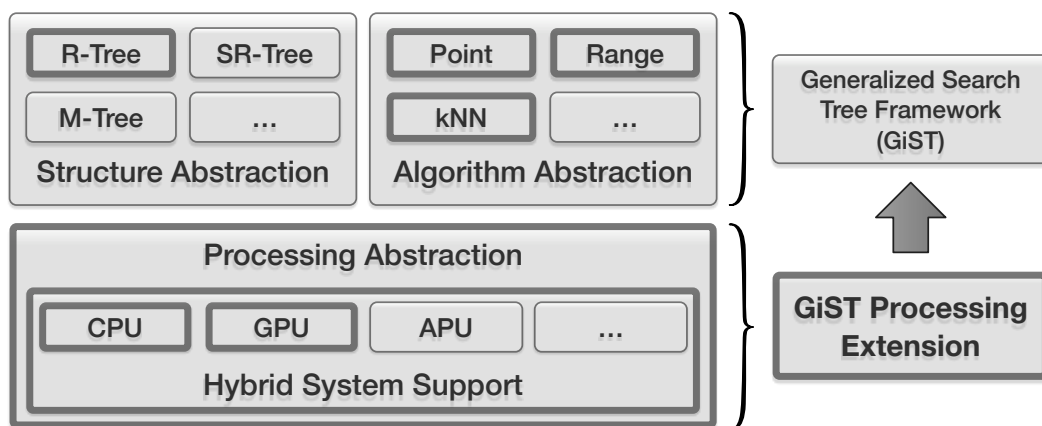 R-Tree
SR-Tree
M-Tree
...
Structure Abstraction
Point
Range
kNN
...
Algorithm Abstraction
Generalized Search
Tree Framework
(GiST)
Processing Abstraction
CPU
GPU
APU
...
Hybrid System Support
GiST Processing
Extension